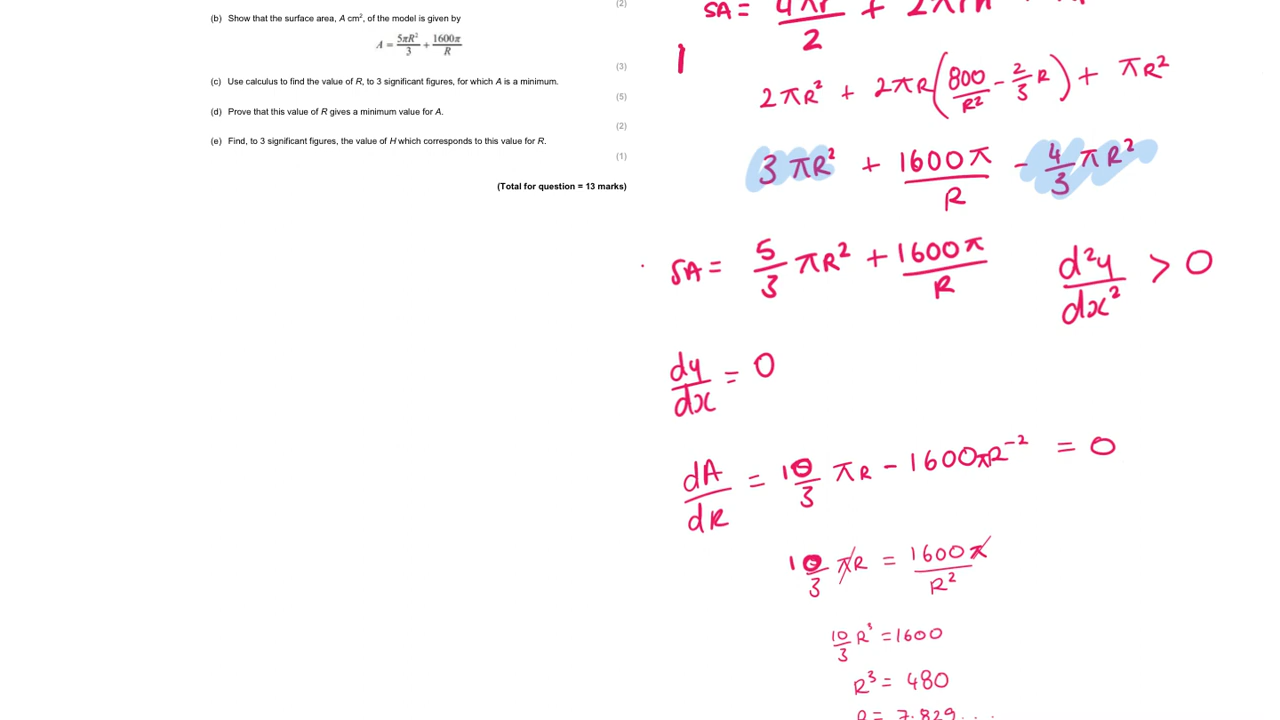 (2)
(b) Show that the surface area, A cm², of the model is given by
A = 5πR²/3 + 1600π/R
(3)
(c) Use calculus to find the value of R, to 3 significant figures, for which A is a minimum.
(5)
(d) Prove that this value of R gives a minimum value for A.
(2)
(e) Find, to 3 significant figures, the value of H which corresponds to this value for R.
(1)
(Total for question = 13 marks)
SA = /2 +
2πR² + 2πR(800/R² - 2/3 R) + πR²
3πR² + 1600π/R - 4/3 πR²
SA = 5/3 πR² + 1600π/R
d²y/dx² > 0
dy/dx = 0
dA/dR = 10/3 πR - 1600πR⁻² = 0
10/3 πR = 1600π/R²
10/3 R³ = 1600
R³ = 480
R = 7.829...